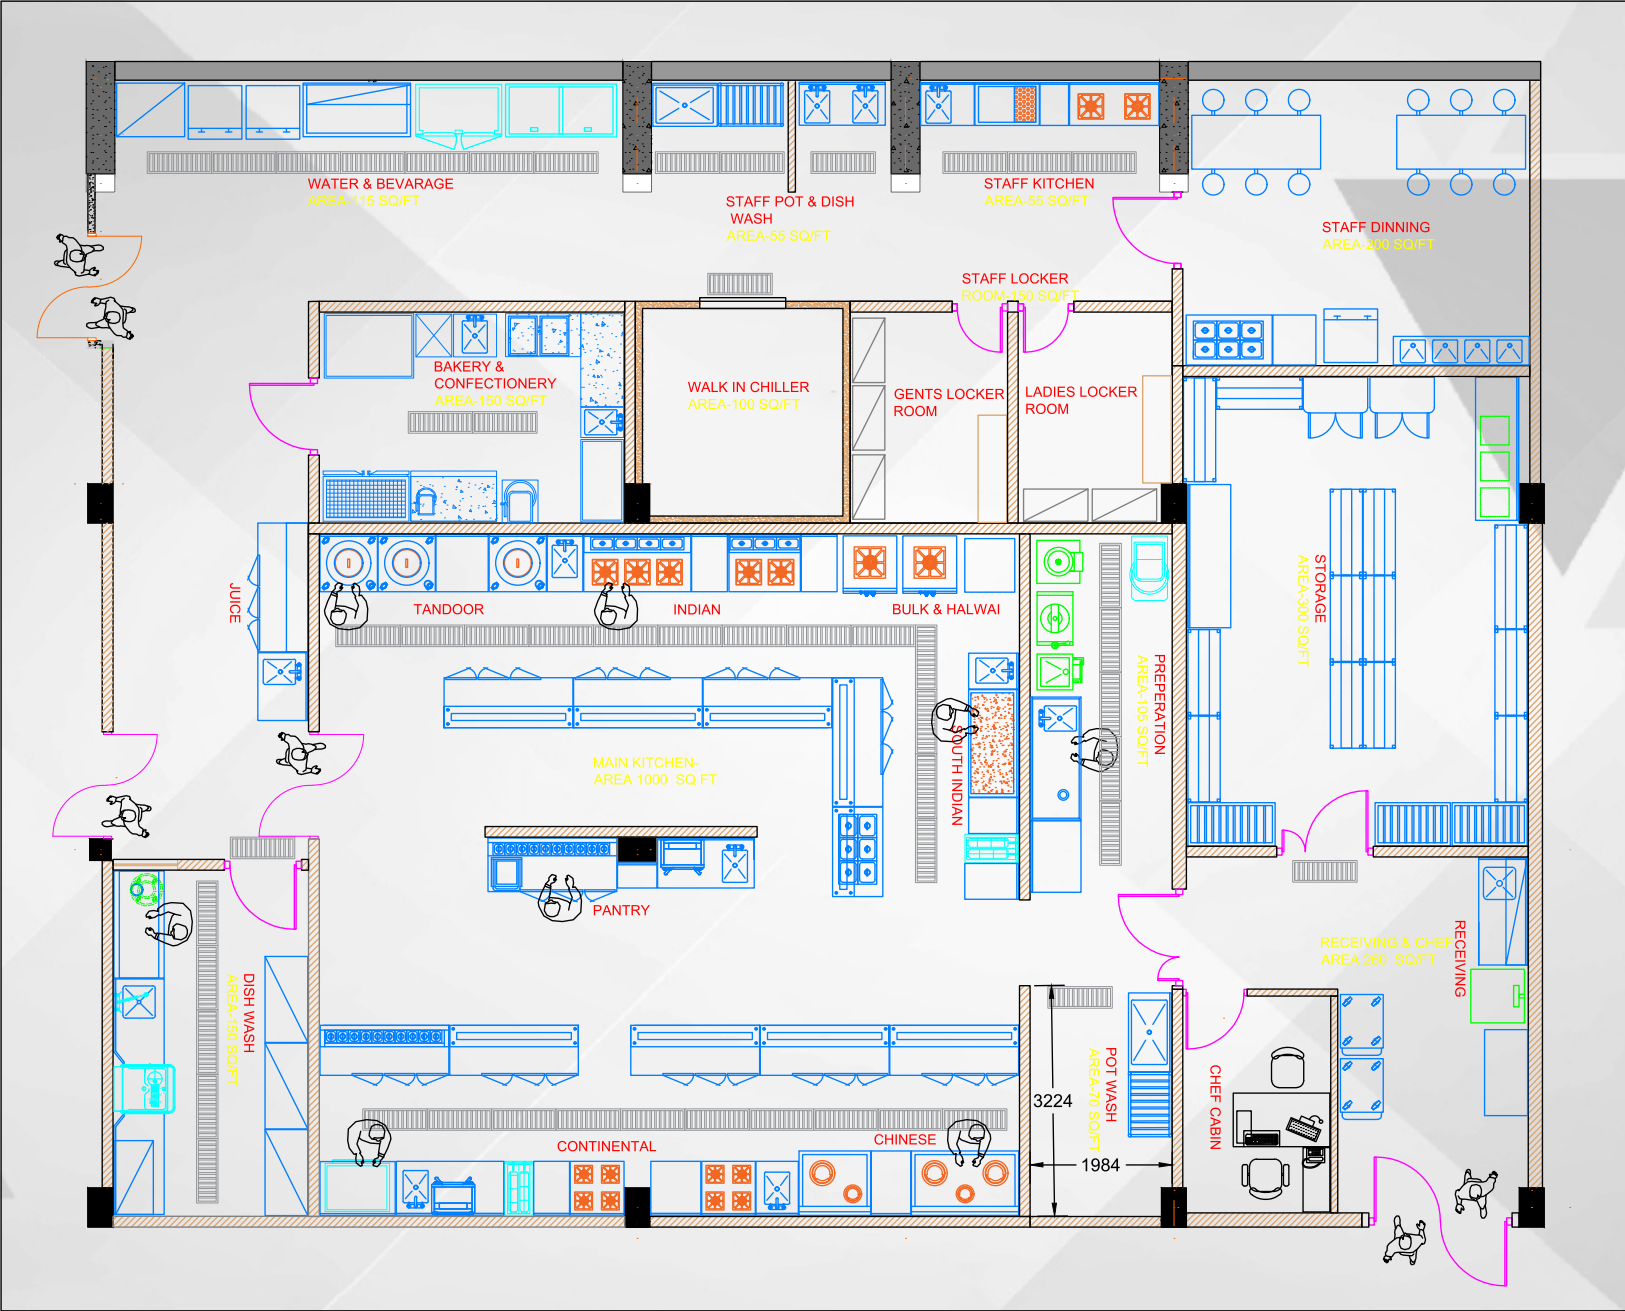 WATER & BEVARAGE
AREA-115 SQ/FT
STAFF POT & DISH
WASH
AREA-55 SQ/FT
STAFF KITCHEN
AREA-55 SQ/FT
STAFF DINNING
AREA-200 SQ/FT
STAFF LOCKER
ROOM-150 SQ/FT
BAKERY &
CONFECTIONERY
AREA-150 SQ/FT
WALK IN CHILLER
AREA-100 SQ/FT
GENTS LOCKER
ROOM
LADIES LOCKER
ROOM
JUICE
TANDOOR
INDIAN
BULK & HALWAI
STORAGE
AREA-300 SQ/FT
PREPERATION
AREA-105 SQ/FT
SOUTH INDIAN
MAIN KITCHEN-
AREA 1000 SQ FT
PANTRY
RECEIVING & CHEF
AREA 260 SQ/FT
RECEIVING
DISH WASH
AREA-150 SQ/FT
POT WASH
AREA-70 SQ/FT
CHEF CABIN
3224
1984
CONTINENTAL
CHINESE